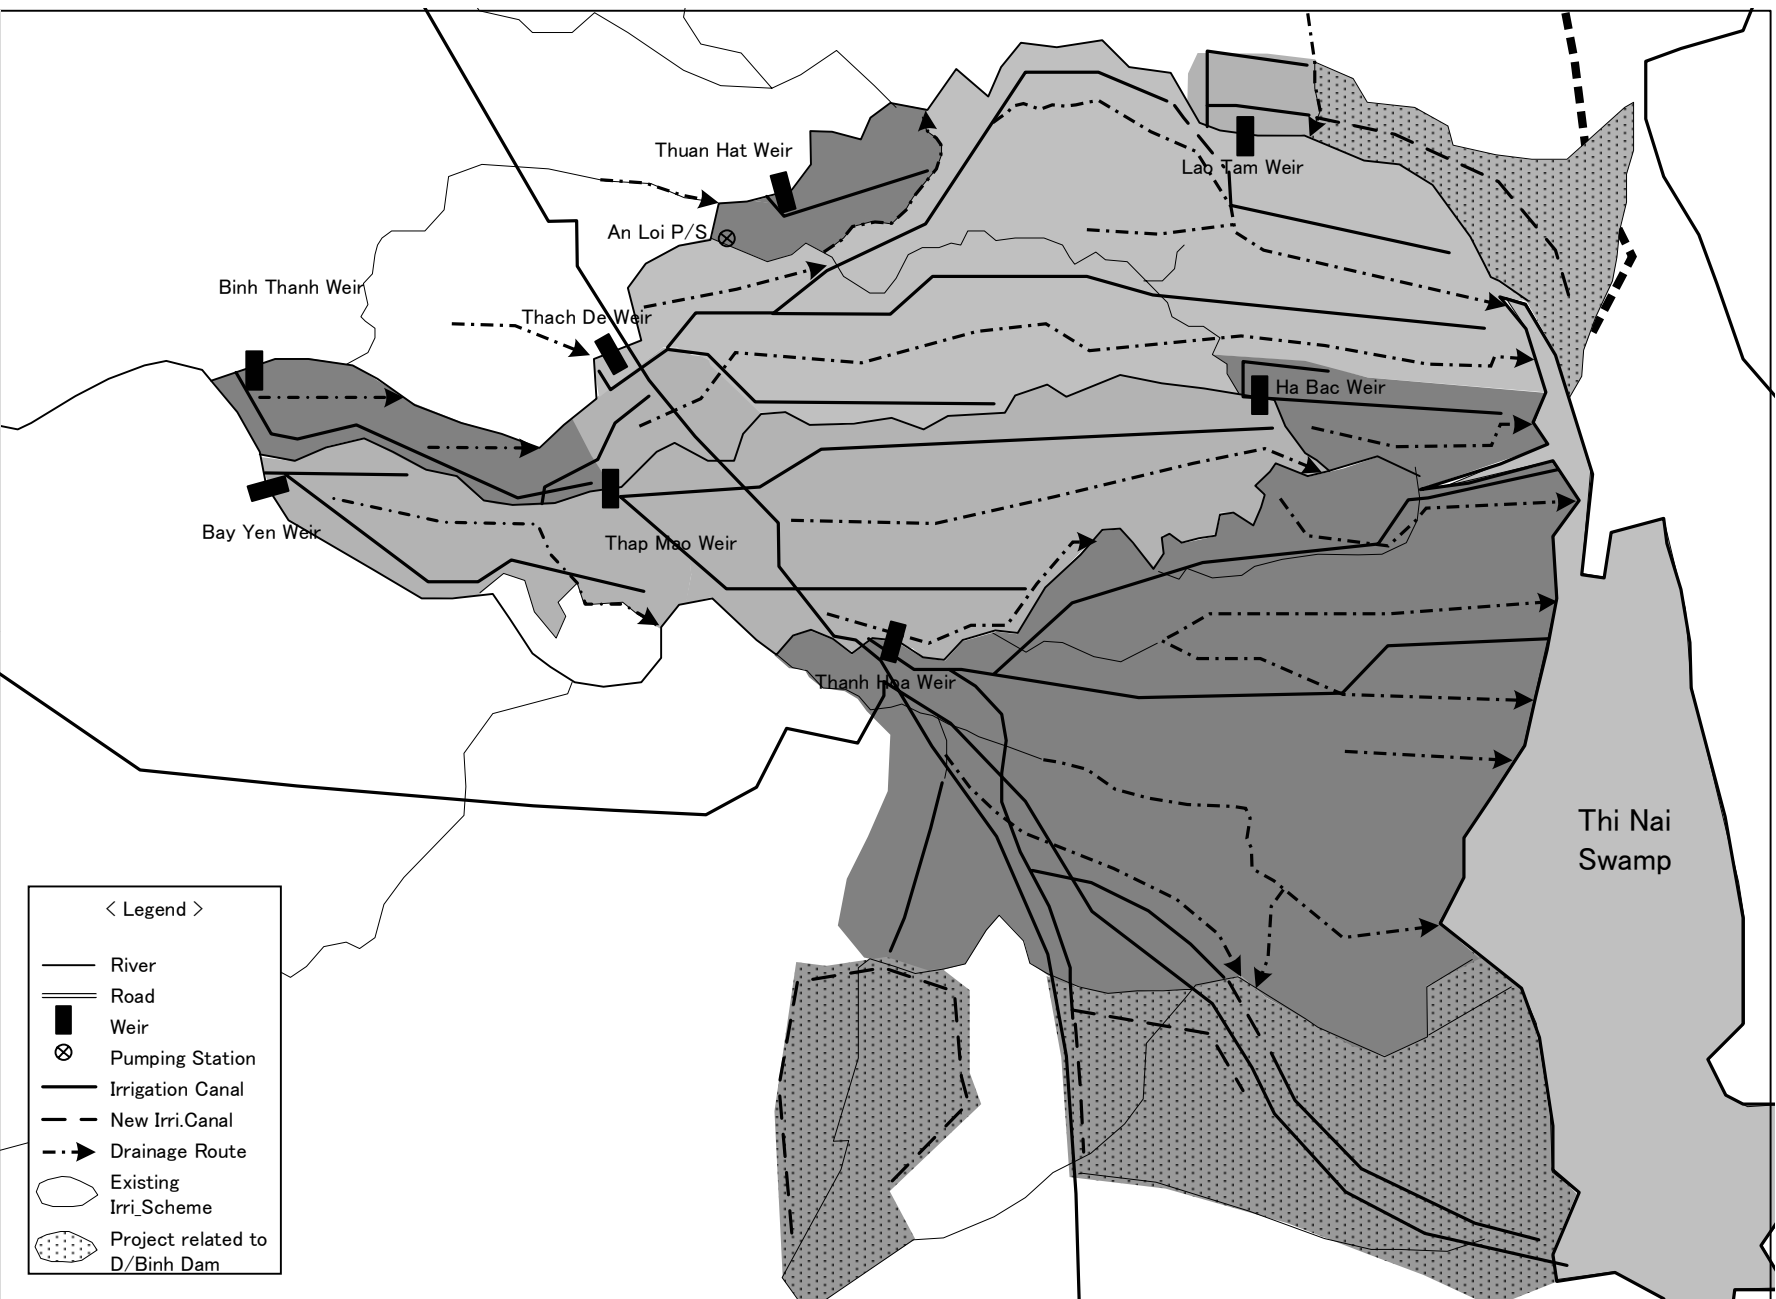 Thuan Hat Weir
Lao Tam Weir
An Loi P/S
Binh Thanh Weir
Thach De Weir
Ha Bac Weir
Bay Yen Weir
Thap Mao Weir
Thanh Hoa Weir
Thi Nai
Swamp
< Legend >
River
Road
Weir
Pumping Station
Irrigation Canal
New Irri.Canal
Drainage Route
Existing
Irri_Scheme
Project related to
D/Binh Dam